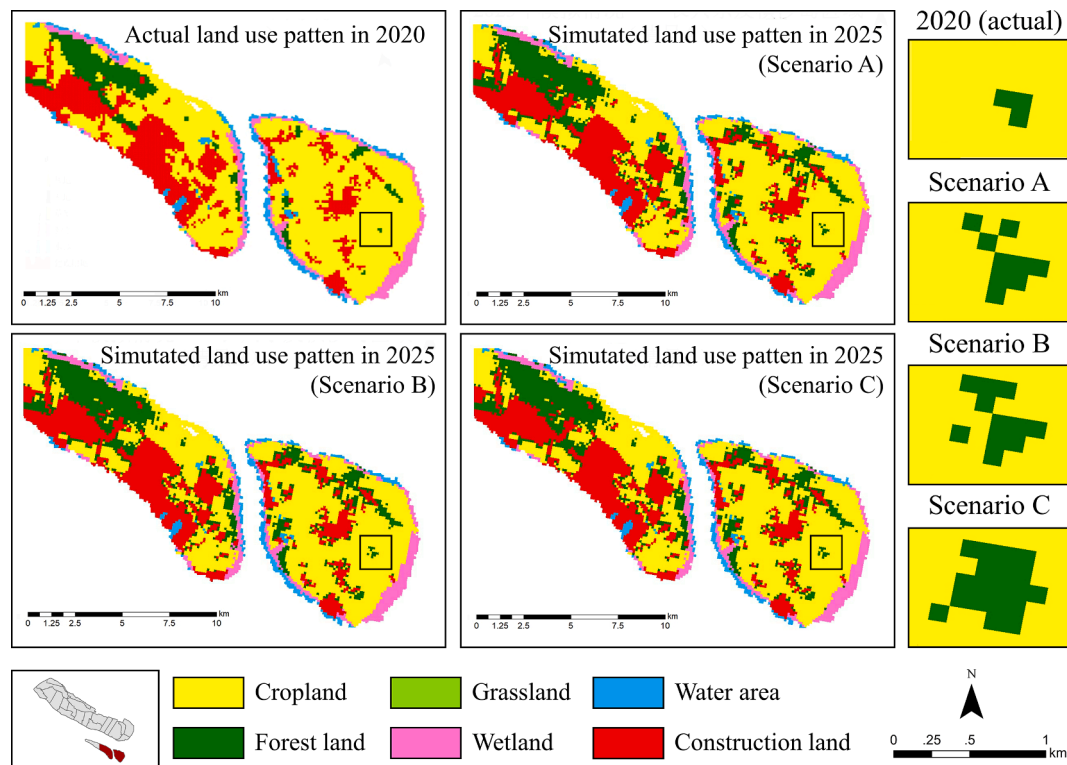 Actual land use patten in 2020
0 1.25 2.5 5 7.5 10 km
Simutated land use patten in 2025
(Scenario A)
0 1.25 2.5 5 7.5 10 km
2020 (actual)
Scenario A
Simutated land use patten in 2025
(Scenario B)
0 1.25 2.5 5 7.5 10 km
Simutated land use patten in 2025
(Scenario C)
0 1.25 2.5 5 7.5 10 km
Scenario B
Scenario C
Cropland
Grassland
Water area
Forest land
Wetland
Construction land
N
0 .25 .5 1
km